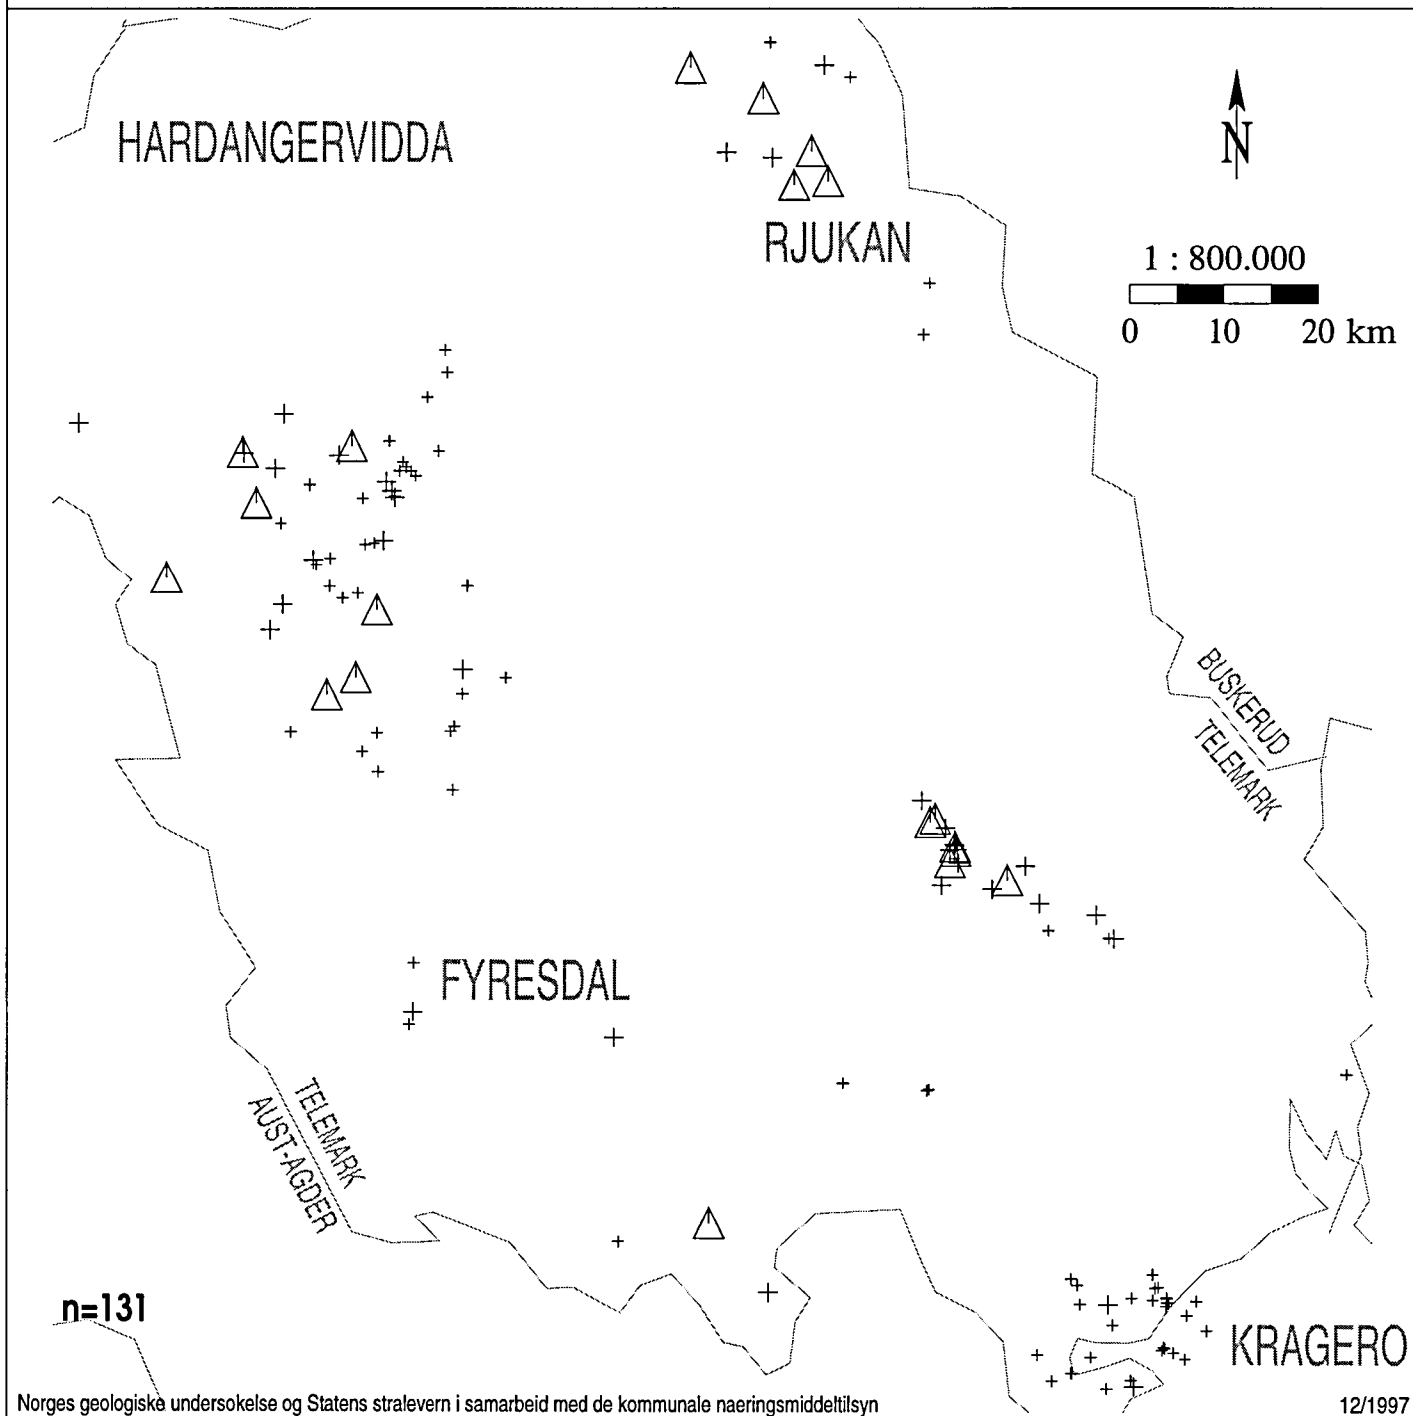 HARDANGERVIDDA
N
RJUKAN
1 : 800.000
0 10 20 km
BUSKERUD
TELEMARK
FYRESDAL
TELEMARK
AUST-AGDER
n=131
KRAGERO
Norges geologiske undersokelse og Statens stralevern i samarbeid med de kommunale naeringsmiddeltilsyn 12/1997